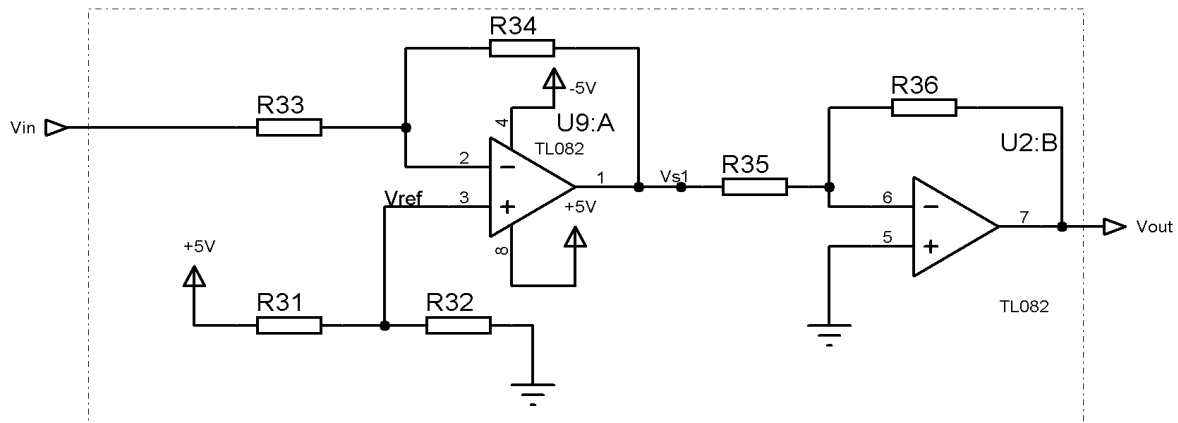 R34
R36
-5V
R33
4
U9:A
Vin
TL082
U2:B
2
R35
1
Vs1
Vref
3
+5V
6
7
Vout
5
+5V
8
R31
R32
TL082